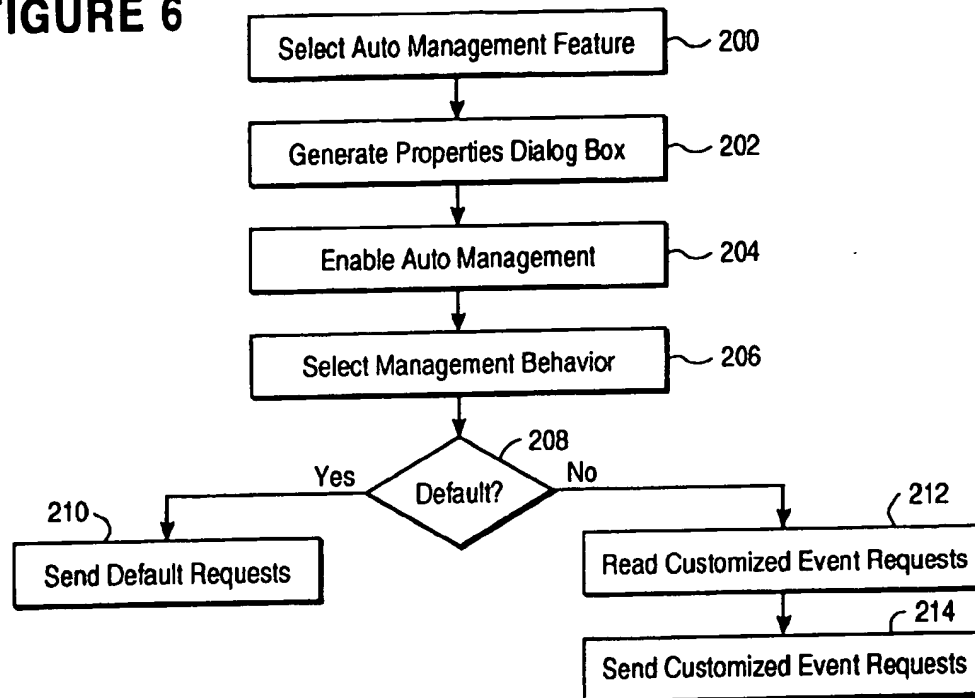 FIGURE 6
Select Auto Management Feature
200
Generate Properties Dialog Box
202
Enable Auto Management
204
Select Management Behavior
206
208
Yes
Default?
No
210
212
Send Default Requests
Read Customized Event Requests
214
Send Customized Event Requests